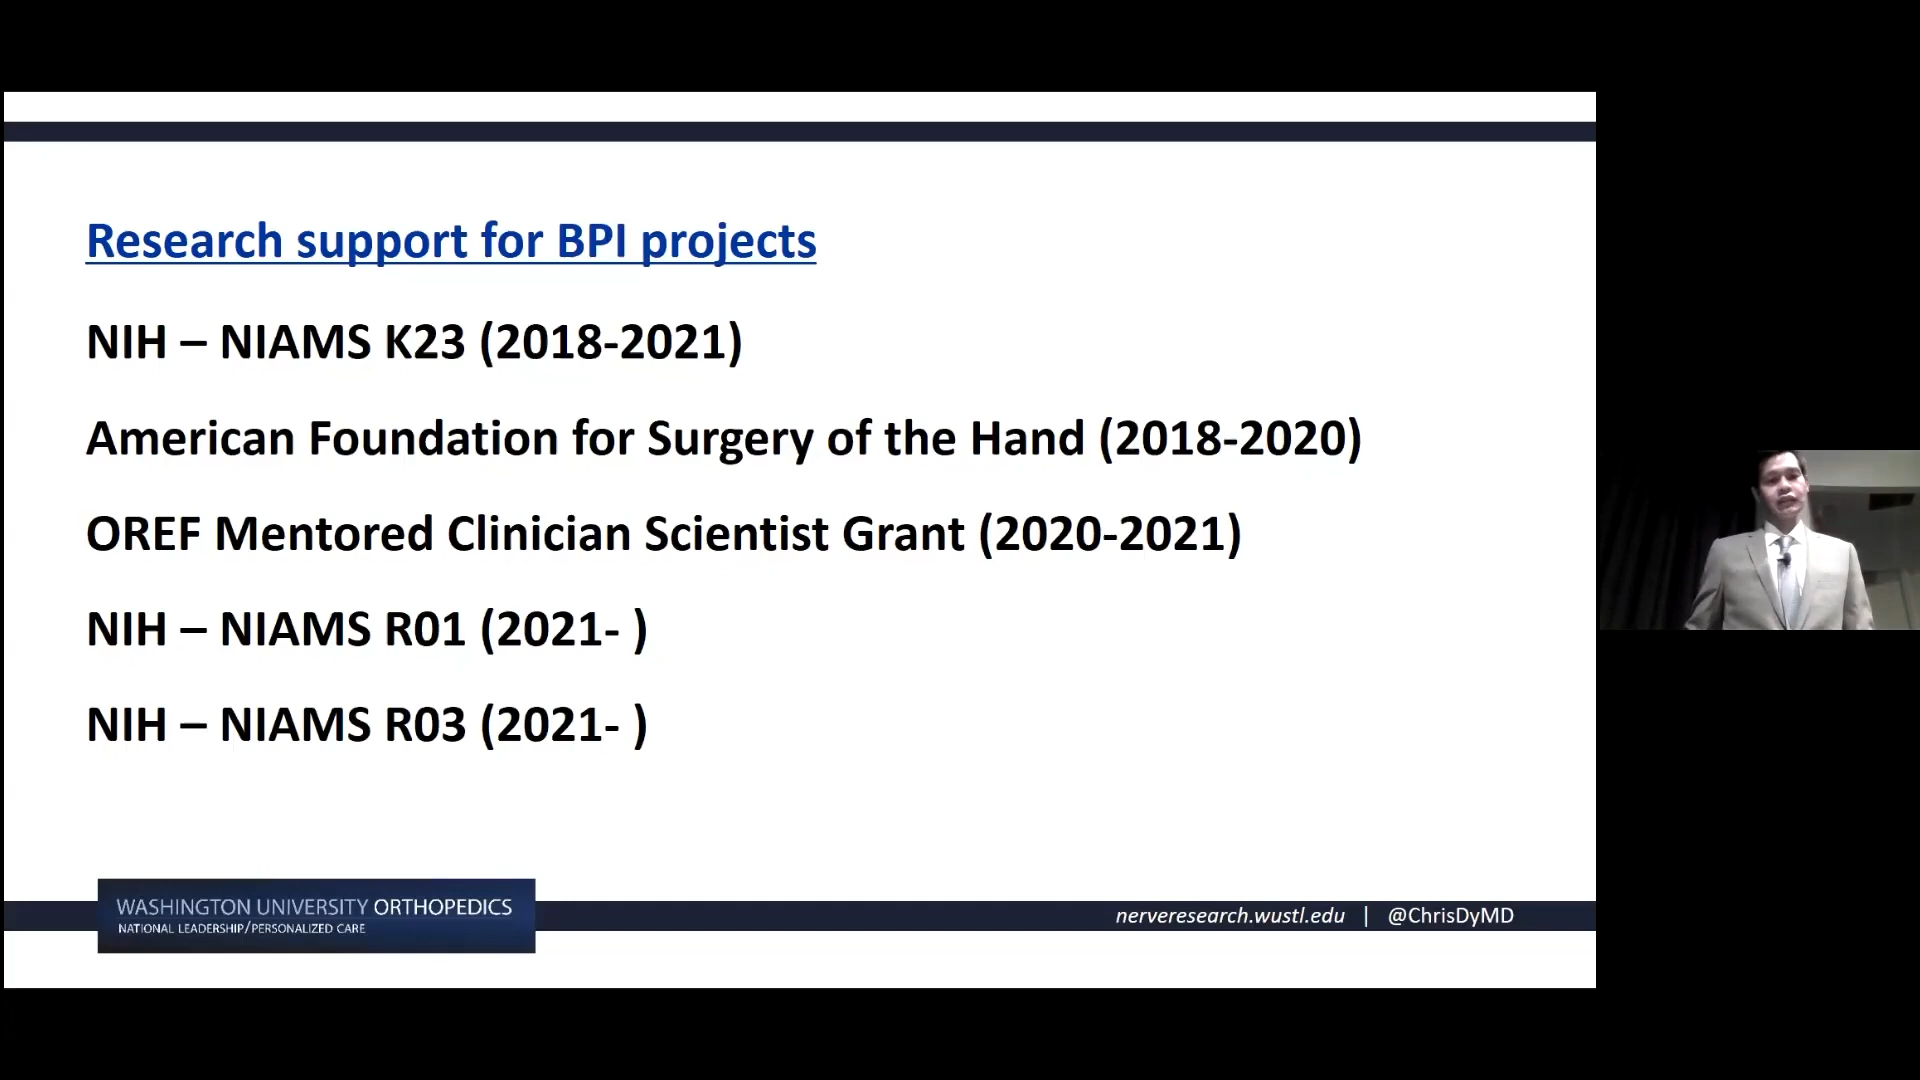 Research support for BPI projects
NIH – NIAMS K23 (2018-2021)
American Foundation for Surgery of the Hand (2018-2020)
OREF Mentored Clinician Scientist Grant (2020-2021)
NIH – NIAMS R01 (2021- )
NIH – NIAMS R03 (2021- )
WASHINGTON UNIVERSITY ORTHOPEDICS
NATIONAL LEADERSHIP/PERSONALIZED CARE
nerveresearch.wustl.edu | @ChrisDyMD